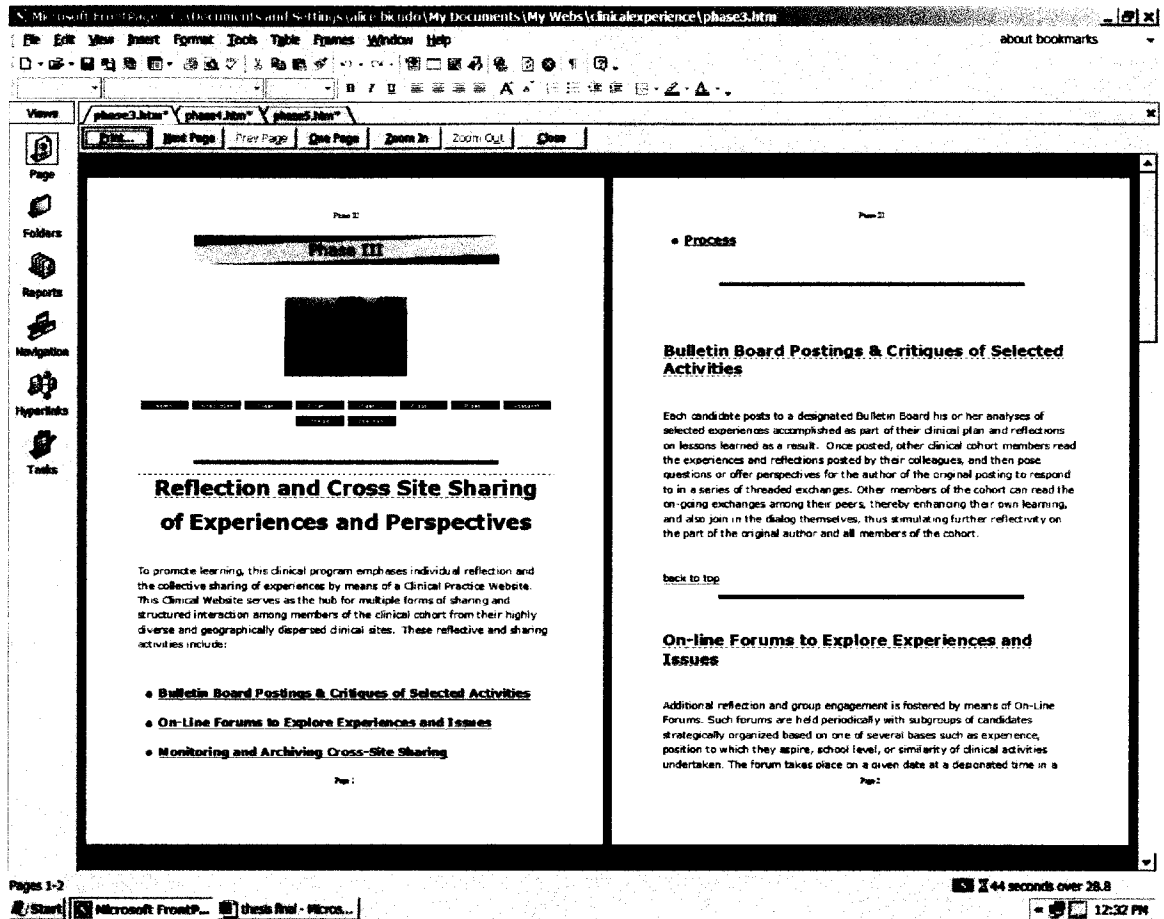 Microsoft FrontPage - C:\Documents and Settings\alice bicudo\My Documents\My Webs\clinicalexperience\phase3.htm
File Edit View Insert Format Tools Table Frames Window Help
about bookmarks
Views
phase3.htm* phase4.htm* phase5.htm*
Print... Next Page Prev Page One Page Zoom In Zoom Out Close
Page
Folders
Reports
Navigation
Hyperlinks
Tasks
Phase III
Phase III
Reflection and Cross Site Sharing
of Experiences and Perspectives
To promote learning, this clinical program emphases individual reflection and
the collective sharing of experiences by means of a Clinical Practice Website.
This Clinical Website serves as the hub for multiple forms of sharing and
structured interaction among members of the clinical cohort from their highly
diverse and geographically dispersed clinical sites. These reflective and sharing
activities include:
• Bulletin Board Postings & Critiques of Selected Activities
• On-Line Forums to Explore Experiences and Issues
• Monitoring and Archiving Cross-Site Sharing
Page 1
Phase III
• Process
Bulletin Board Postings & Critiques of Selected
Activities
Each candidate posts to a designated Bulletin Board his or her analyses of
selected experiences accomplished as part of their clinical plan and reflections
on lessons learned as a result. Once posted, other clinical cohort members read
the experiences and reflections posted by their colleagues, and then pose
questions or offer perspectives for the author of the original posting to respond
to in a series of threaded exchanges. Other members of the cohort can read the
on-going exchanges among their peers, thereby enhancing their own learning,
and also join in the dialog themselves, thus stimulating further reflectivity on
the part of the original author and all members of the cohort.
back to top
On-line Forums to Explore Experiences and
Issues
Additional reflection and group engagement is fostered by means of On-Line
Forums. Such forums are held periodically with subgroups of candidates
strategically organized based on one of several bases such as experience,
position to which they aspire, school level, or similarity of clinical activities
undertaken. The forum takes place on a given date at a designated time in a
Page 2
Pages 1-2
44 seconds over 28.8
Start Microsoft FrontP... thesis final - Micros... 12:32 PM